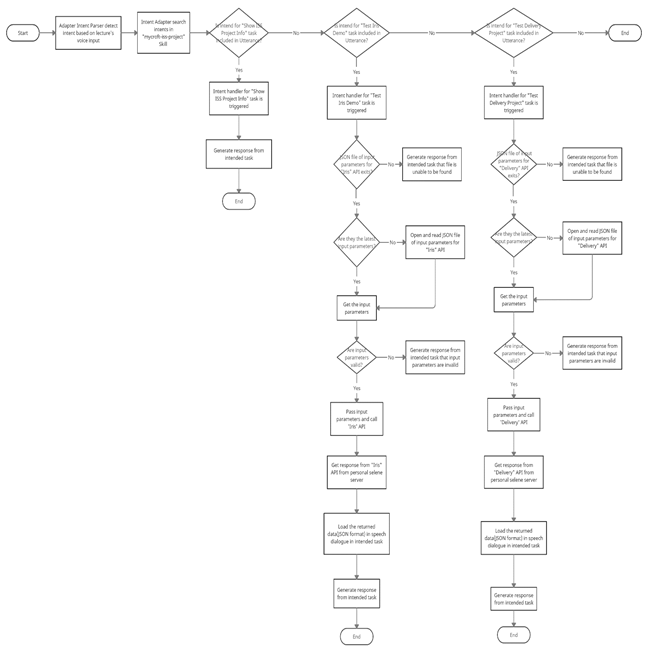 Start
Adapter Intent Parser detect
intent based on lecture's
voice input
Intent Adapter search
intents in
"mycroft-iss-project"
Skill
Is intend for "Show ISS
Project Info" task
included in Utterance?
No
Is intend for "Test Iris
Demo" task included in
Utterance?
No
Is intend for "Test Delivery
Project" task included in
Utterance?
No
End
Yes
Intent handler for "Show
ISS Project Info" task is
triggered
Generate response from
intended task
End
Yes
Intent handler for "Test
Iris Demo" task is
triggered
JSON file of input
parameters for
"Iris" API exits?
No
Generate response from
intended task that file is
unable to be found
Yes
Are they the latest
input parameters?
No
Open and read JSON file
of input parameters for
"Iris" API
Yes
Get the input
parameters
Are input
parameters
valid?
No
Generate response from
intended task that input
parameters are invalid
Yes
Pass input
parameters and call
"Iris" API
Get response from "Iris"
API from personal selene
server
Load the returned
data(JSON format) in speech
dialogue in intended task
Generate response
from intended task
End
Yes
Intent handler for "Test
Delivery Project" task is
triggered
JSON file of input
parameters for
"Delivery" API
exits?
No
Generate response from
intended task that file is
unable to be found
Yes
Are they the latest
input parameters?
No
Open and read JSON file
of input parameters for
"Delivery" API
Yes
Get the input
parameters
Are input
parameters
valid?
No
Generate response from
intended task that input
parameters are invalid
Yes
Pass input
parameters and call
"Delivery" API
Get response from
"Delivery" API from
personal selene server
Load the returned
data(JSON format) in speech
dialogue in intended task
Generate response
from intended task
End